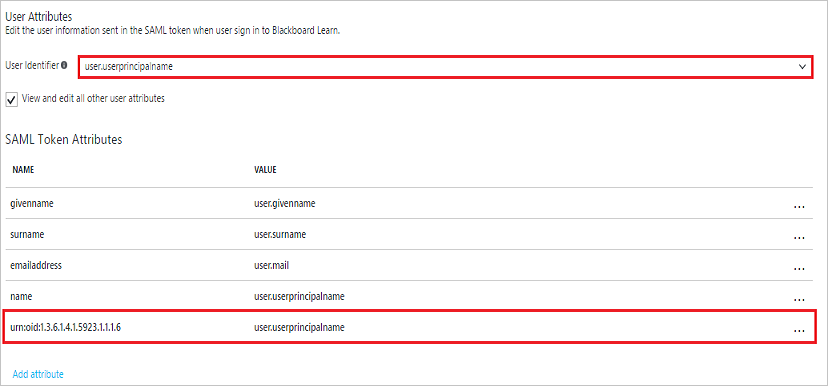 User Attributes
Edit the user information sent in the SAML token when user sign in to Blackboard Learn.
User Identifier
user.userprincipalname
View and edit all other user attributes
SAML Token Attributes
NAME VALUE
givenname user.givenname ...
surname user.surname ...
emailaddress user.mail ...
name user.userprincipalname ...
urn:oid:1.3.6.1.4.1.5923.1.1.1.6 user.userprincipalname ...
Add attribute